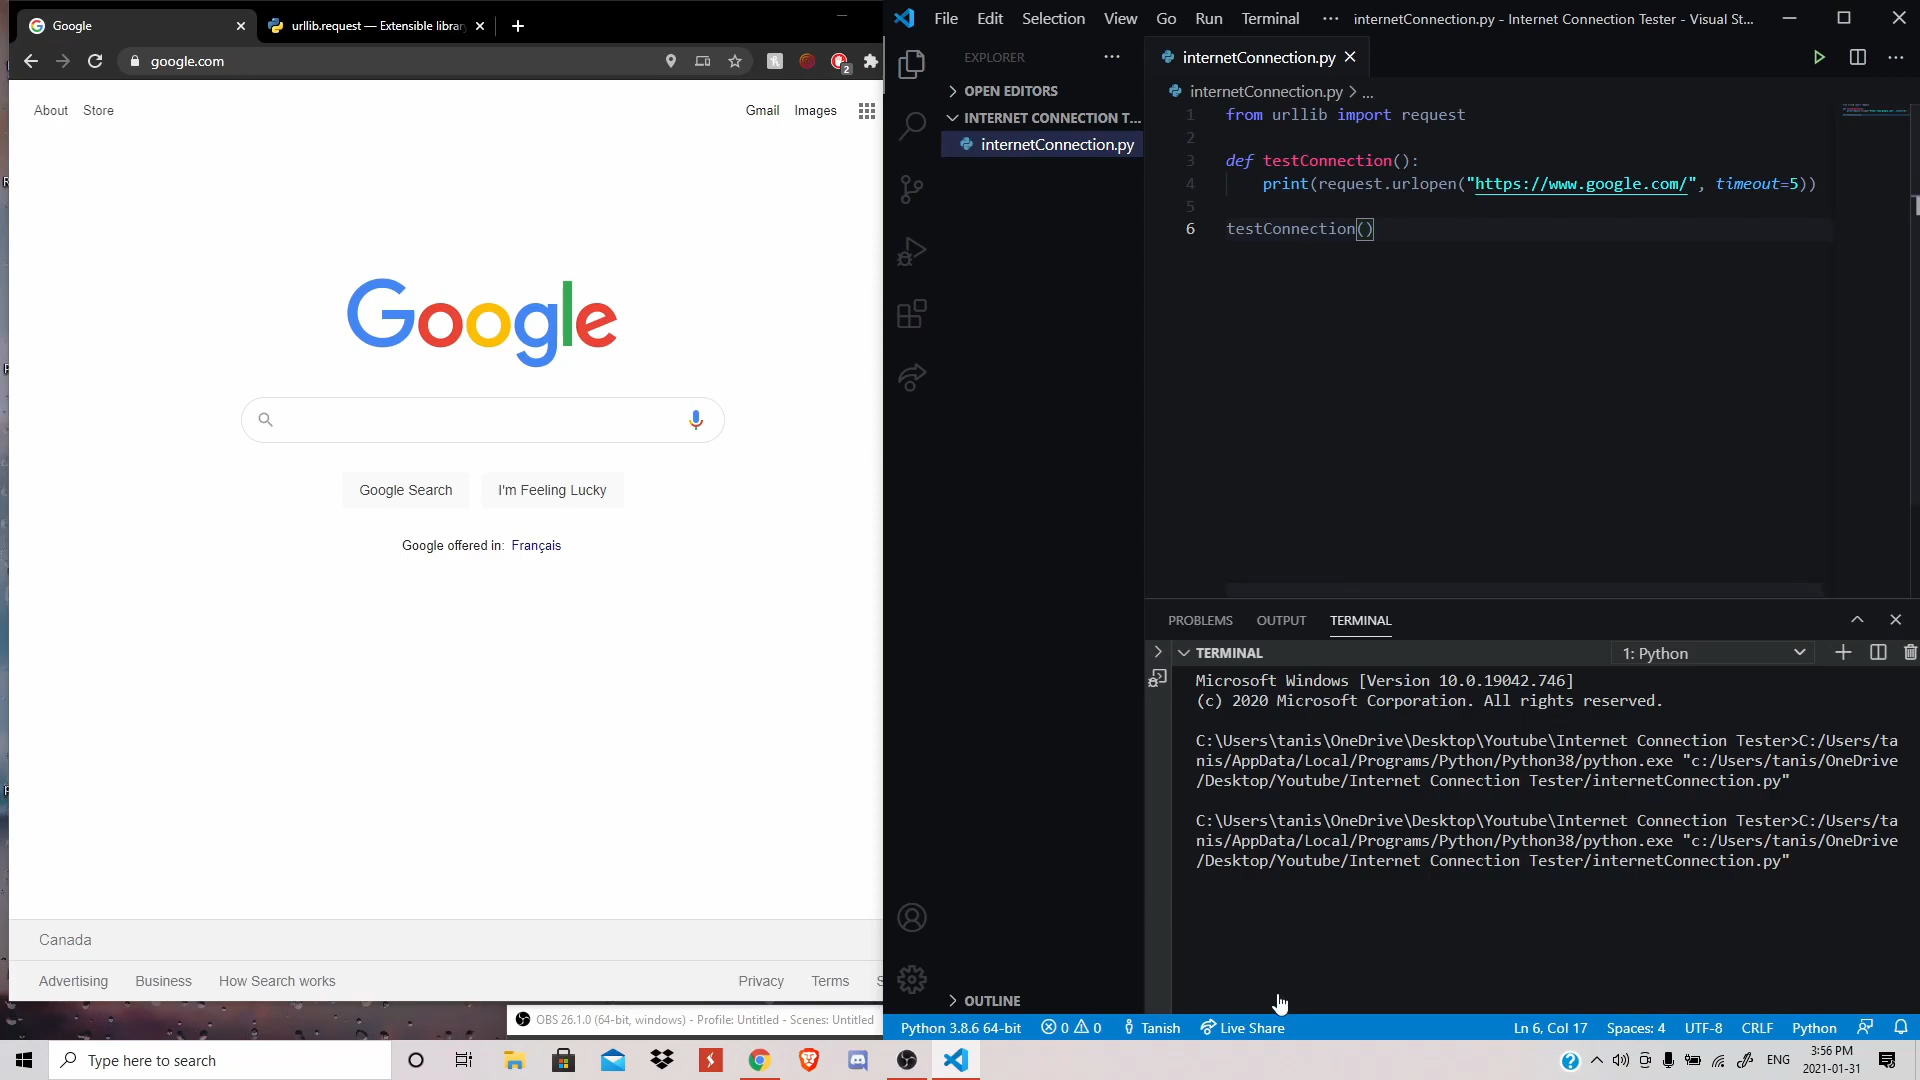 Google
urllib.request — Extensible librar
google.com
2
About
Store
Gmail
Images
Google
Google Search
I'm Feeling Lucky
Google offered in: Français
Canada
Advertising
Business
How Search works
Privacy
Terms
OBS 26.1.0 (64-bit, windows) - Profile: Untitled - Scenes: Untitled
File Edit Selection View Go Run Terminal ··· internetConnection.py - Internet Connection Tester - Visual St...
EXPLORER
OPEN EDITORS
INTERNET CONNECTION T...
internetConnection.py
OUTLINE
internetConnection.py
internetConnection.py > ...
1 from urllib import request
2
3 def testConnection():
4 print(request.urlopen("https://www.google.com/", timeout=5))
5
6 testConnection()
PROBLEMS OUTPUT TERMINAL
TERMINAL
1: Python
Microsoft Windows [Version 10.0.19042.746]
(c) 2020 Microsoft Corporation. All rights reserved.
C:\Users\tanis\OneDrive\Desktop\Youtube\Internet Connection Tester>C:/Users/ta
nis/AppData/Local/Programs/Python/Python38/python.exe "c:/Users/tanis/OneDrive
/Desktop/Youtube/Internet Connection Tester/internetConnection.py"
C:\Users\tanis\OneDrive\Desktop\Youtube\Internet Connection Tester>C:/Users/ta
nis/AppData/Local/Programs/Python/Python38/python.exe "c:/Users/tanis/OneDrive
/Desktop/Youtube/Internet Connection Tester/internetConnection.py"
Python 3.8.6 64-bit 0 0 Tanish Live Share Ln 6, Col 17 Spaces: 4 UTF-8 CRLF Python
Type here to search
ENG
3:56 PM
2021-01-31